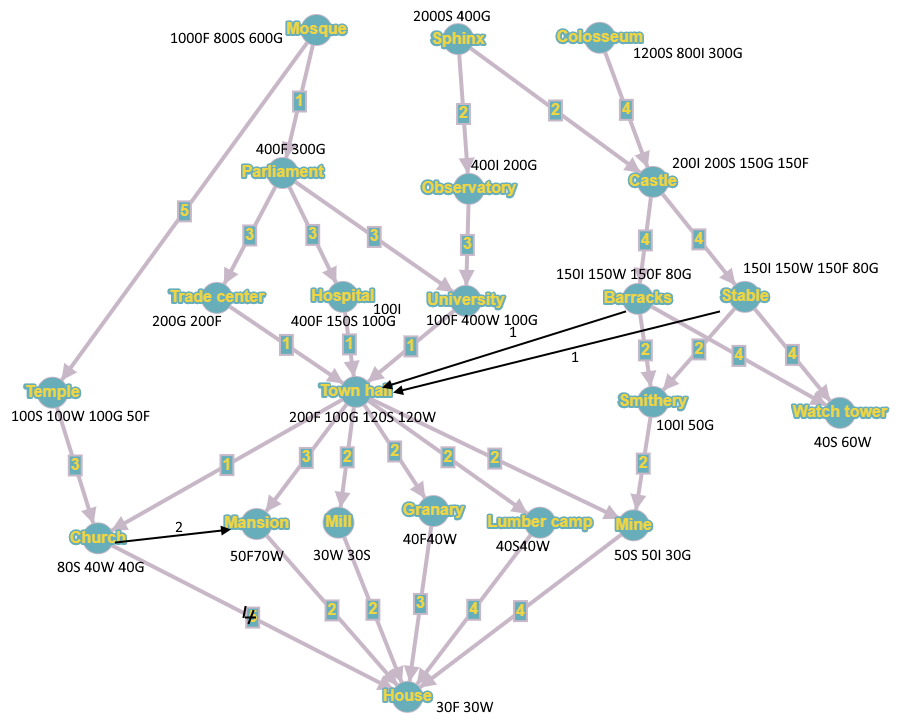 Mosque
1000F 800S 600G
2000S 400G
Sphinx
Colosseum
1200S 800I 300G
1
2
2
4
400F 300G
Parliament
400I 200G
Observatory
200I 200S 150G 150F
Castle
5
3
3
3
3
4
4
150I 150W 150F 80G
150I 150W 150F 80G
Trade center
200G 200F
Hospital
100I
400F 150S 100G
University
100F 400W 100G
Barracks
Stable
1
1
1
1
1
2
2
4
4
Temple
100S 100W 100G 50F
Town hall
200F 100G 120S 120W
Smithery
100I 50G
Watch tower
40S 60W
3
1
3
2
2
2
2
2
Church
80S 40W 40G
2
Mansion
50F70W
Mill
30W 30S
Granary
40F40W
Lumber camp
40S40W
Mine
50S 50I 30G
4
2
2
3
4
4
House
30F 30W